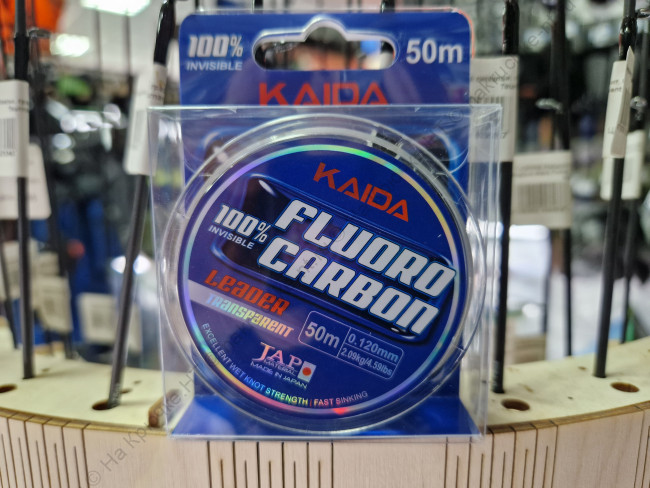 100%
INVISIBLE
50m
KAIDA
KAIDA
100%
INVISIBLE
FLUORO
CARBON
LEADER
TRANSPARENT
50m
0.120mm
2.09kg/4.59lbs
JAP
MATERIAL
MADE IN JAPAN
EXCELLENT WET KNOT STRENGTH | FAST SINKING